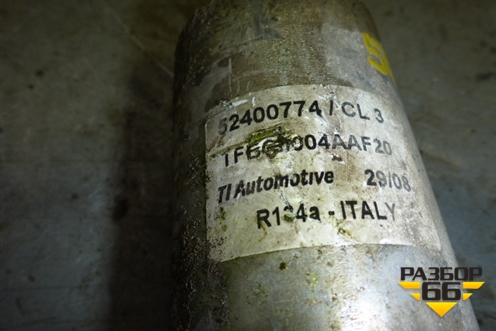 52400774 / CL 3
TI Automotive 29/08
R134a - ITALY
РАЗБОР
66